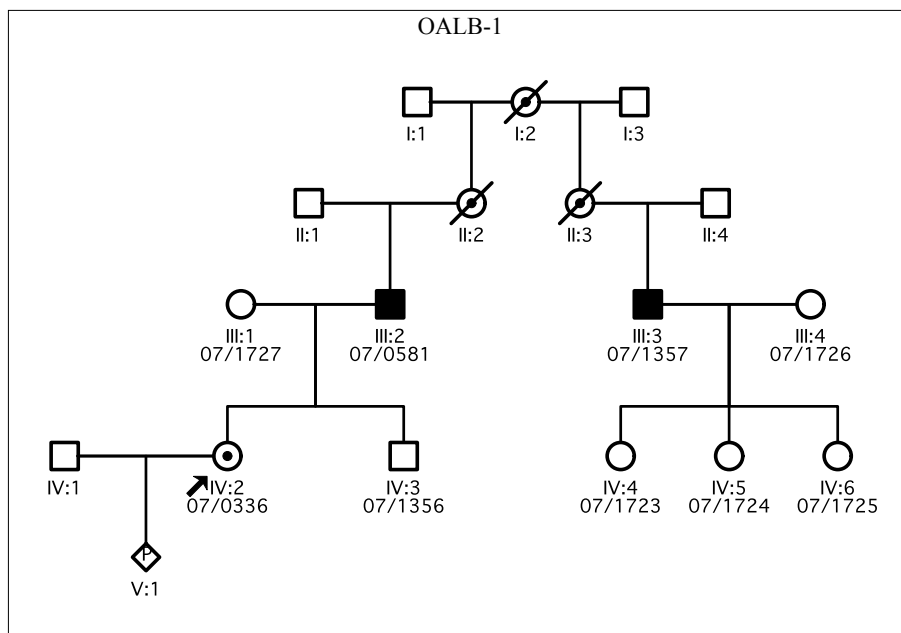 OALB-1
I:1 I:2 I:3
II:1 II:2 II:3 II:4
III:1 III:2 III:3 III:4
07/1727 07/0581 07/1357 07/1726
IV:1 IV:2 IV:3 IV:4 IV:5 IV:6
07/0336 07/1356 07/1723 07/1724 07/1725
P
V:1